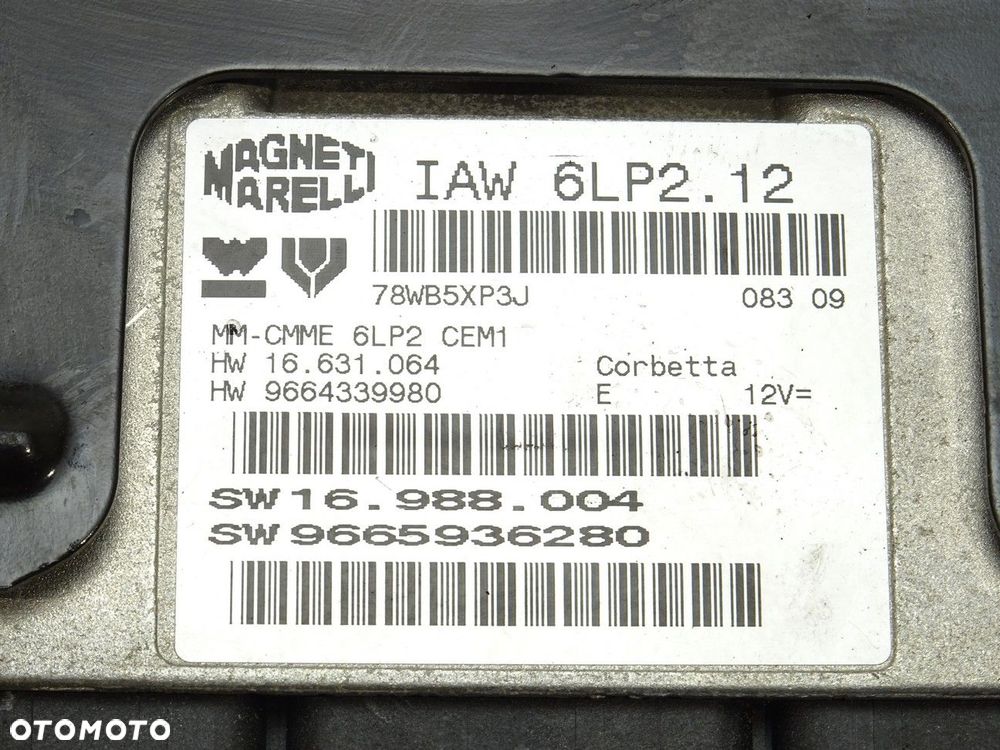 MAGNETI
MARELLI
IAW 6LP2.12
78WB5XP3J 083 09
MM-CMME 6LP2 CEM1
HW 16.631.064 Corbetta
HW 9664339980 E 12V=
SW 16.988.004
SW 9665936280
OTOMOTO